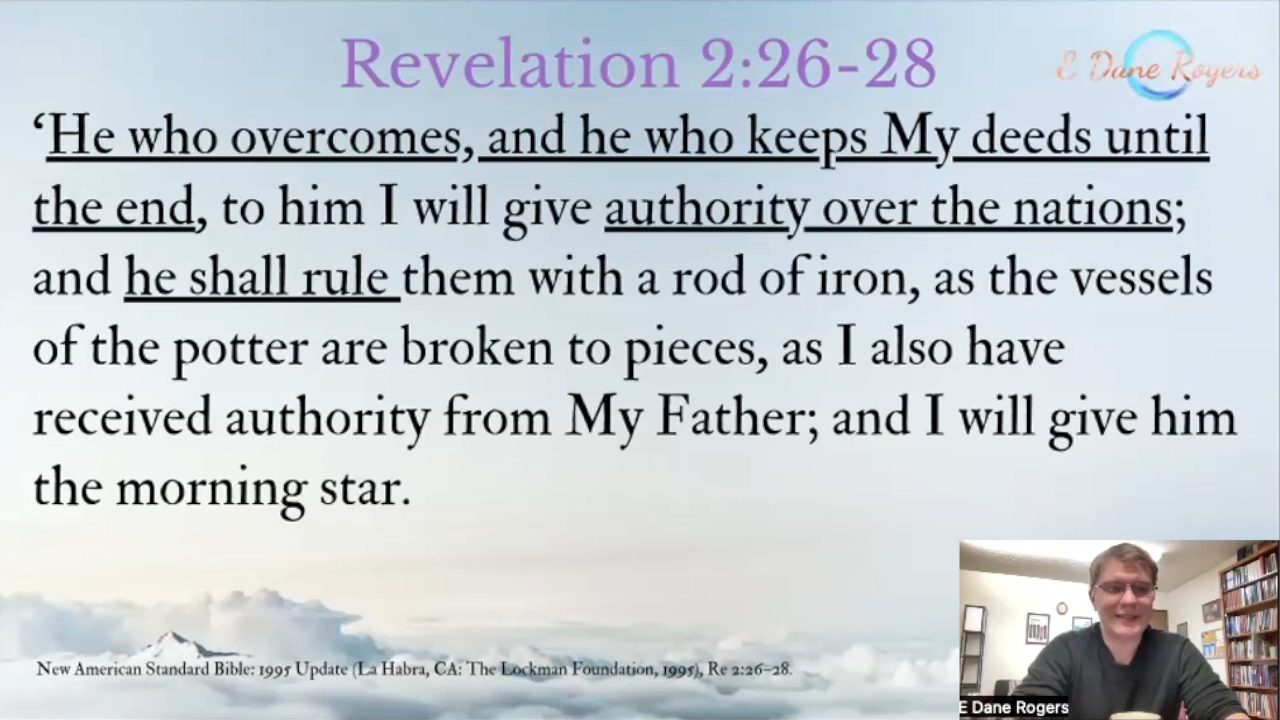 Revelation 2:26-28
E Dane Rogers
‘He who overcomes, and he who keeps My deeds until
the end, to him I will give authority over the nations;
and he shall rule them with a rod of iron, as the vessels
of the potter are broken to pieces, as I also have
received authority from My Father; and I will give him
the morning star.
New American Standard Bible: 1995 Update (La Habra, CA: The Lockman Foundation, 1995), Re 2:26–28.
E Dane Rogers